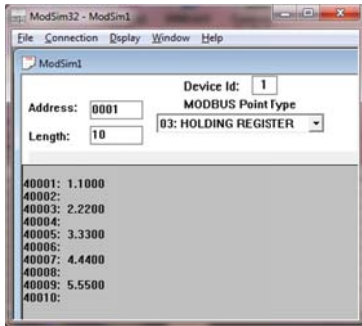 ModSim32 - ModSim1
File Connection Display Window Help
ModSim1
Device Id: 1
Address: 0001
MODBUS Point Type
Length: 10
03: HOLDING REGISTER
40001: 1.1000
40002:
40003: 2.2200
40004:
40005: 3.3300
40006:
40007: 4.4400
40008:
40009: 5.5500
40010: